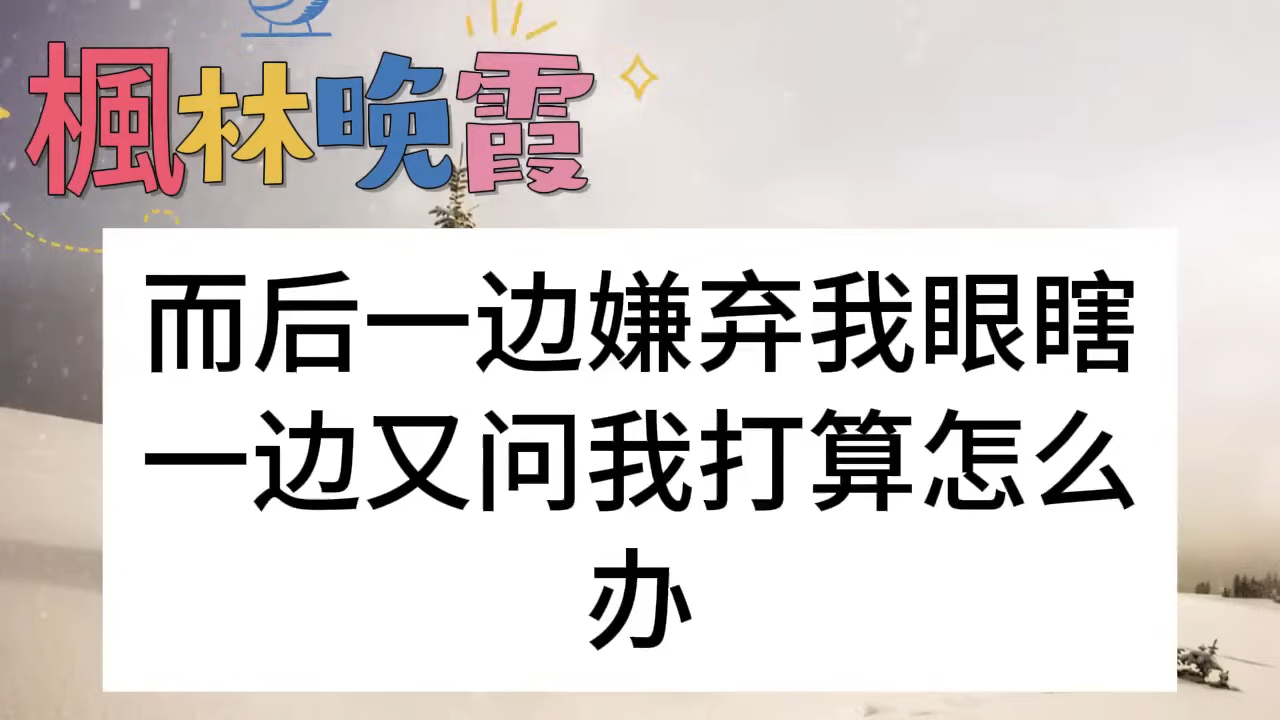 楓林晚霞
而后一边嫌弃我眼瞎
一边又问我打算怎么
办